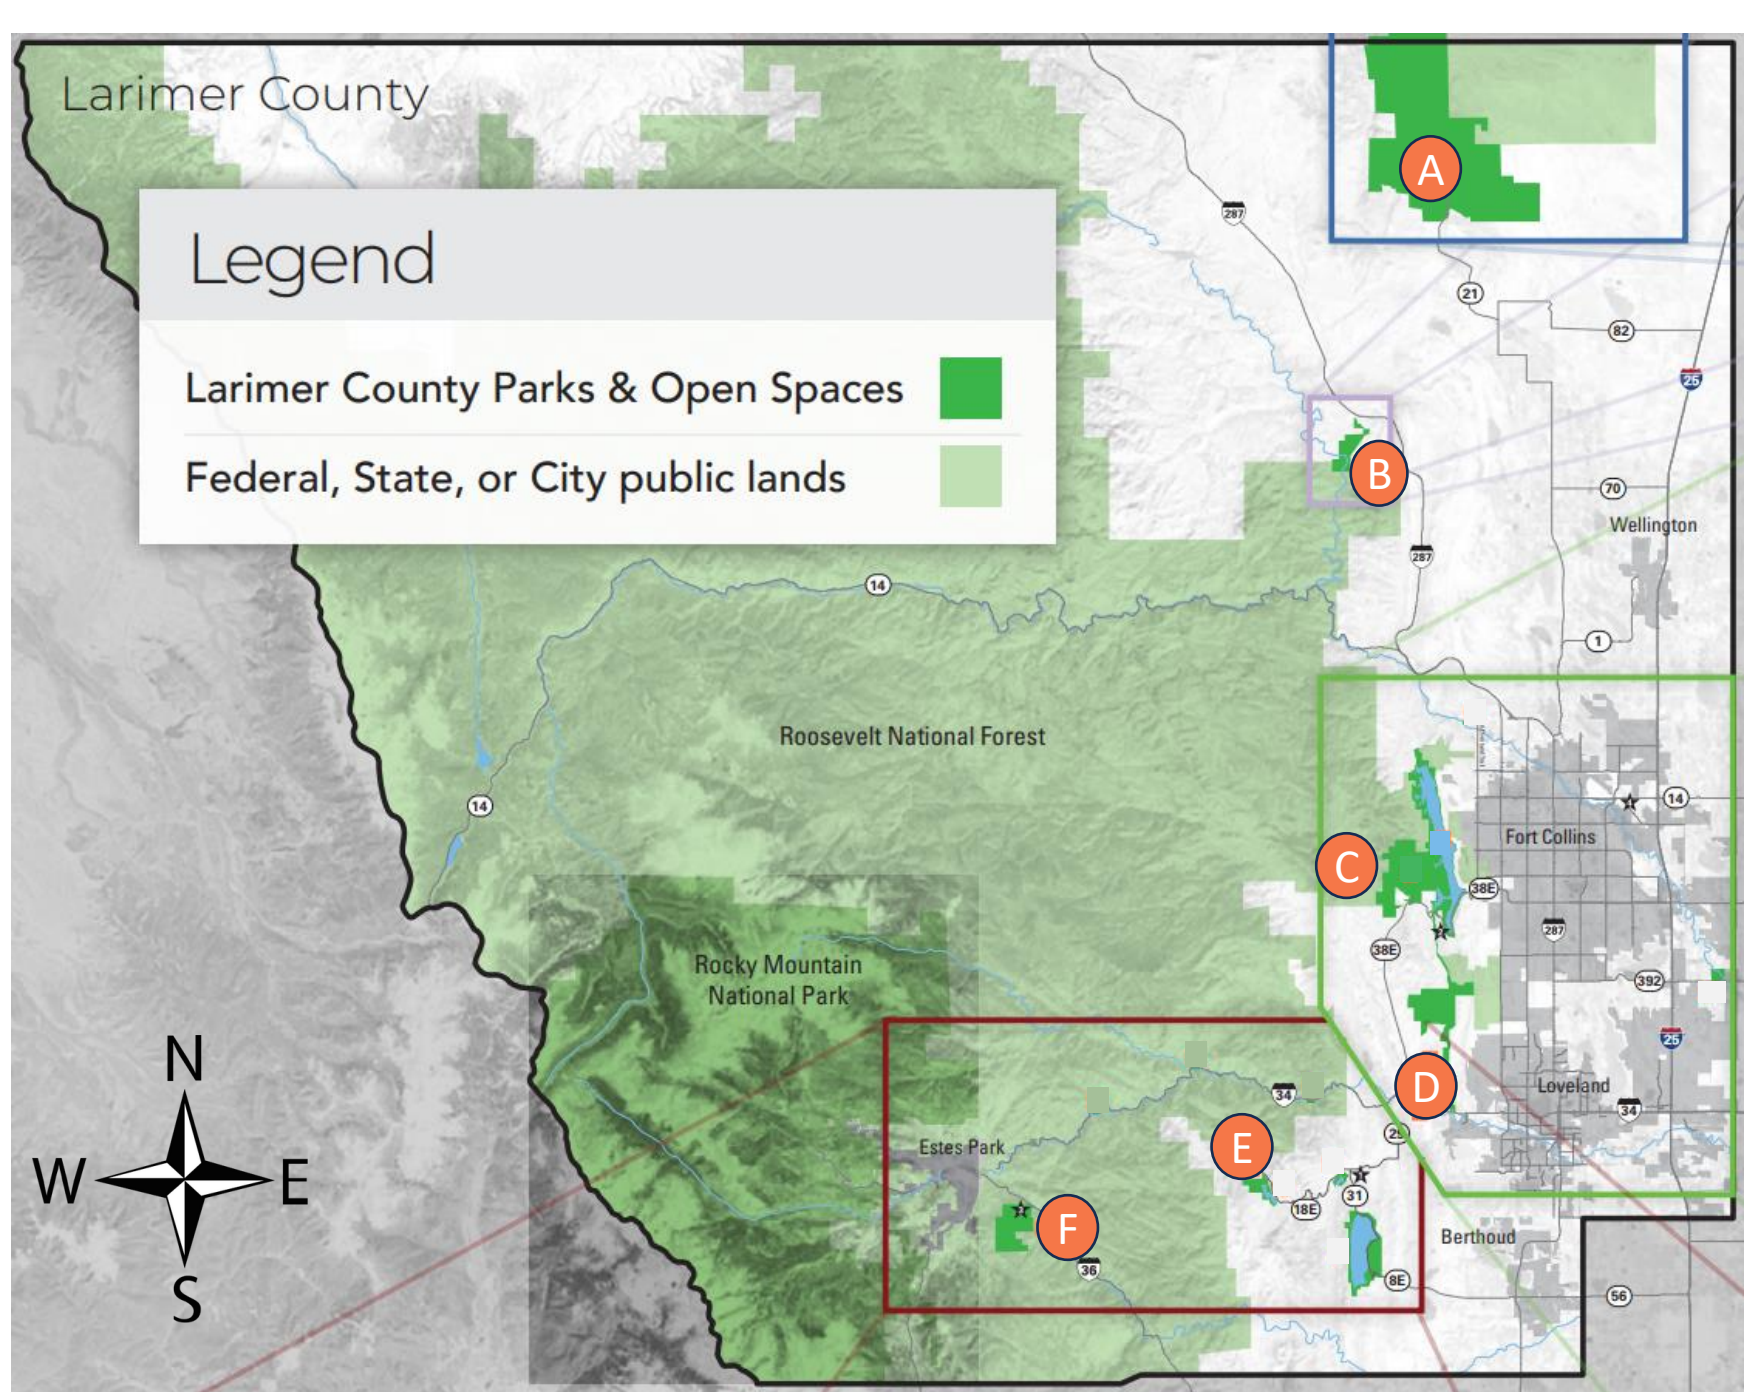 Larimer County
Legend
Larimer County Parks & Open Spaces
Federal, State, or City public lands
A
287
21
82
25
B
70
Wellington
287
14
1
Roosevelt National Forest
14
14
Fort Collins
C
38E
287
38E
Rocky Mountain
National Park
392
25
N
W
E
S
D
Loveland
34
34
29
Estes Park
E
31
18E
F
Berthoud
36
8E
56